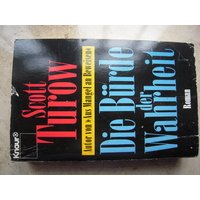 Scott
Turow
Autor von »Aus Mangel an Beweisen«
Die Bürde
der
Wahrheit
Roman
Knaur